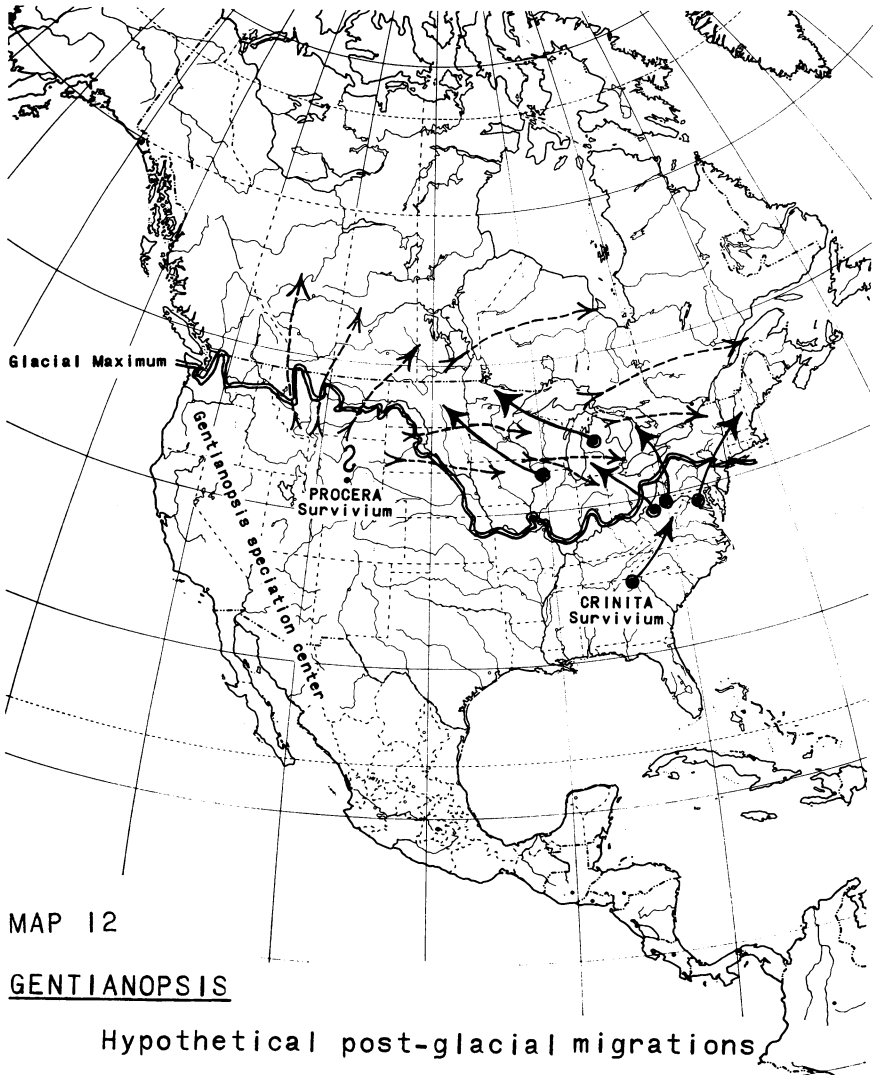 Glacial Maximum
Gentianopsis speciation center
?
PROCERA
Survivium
CRINITA
Survivium
MAP 12
GENTIANOPSIS
Hypothetical post-glacial migrations